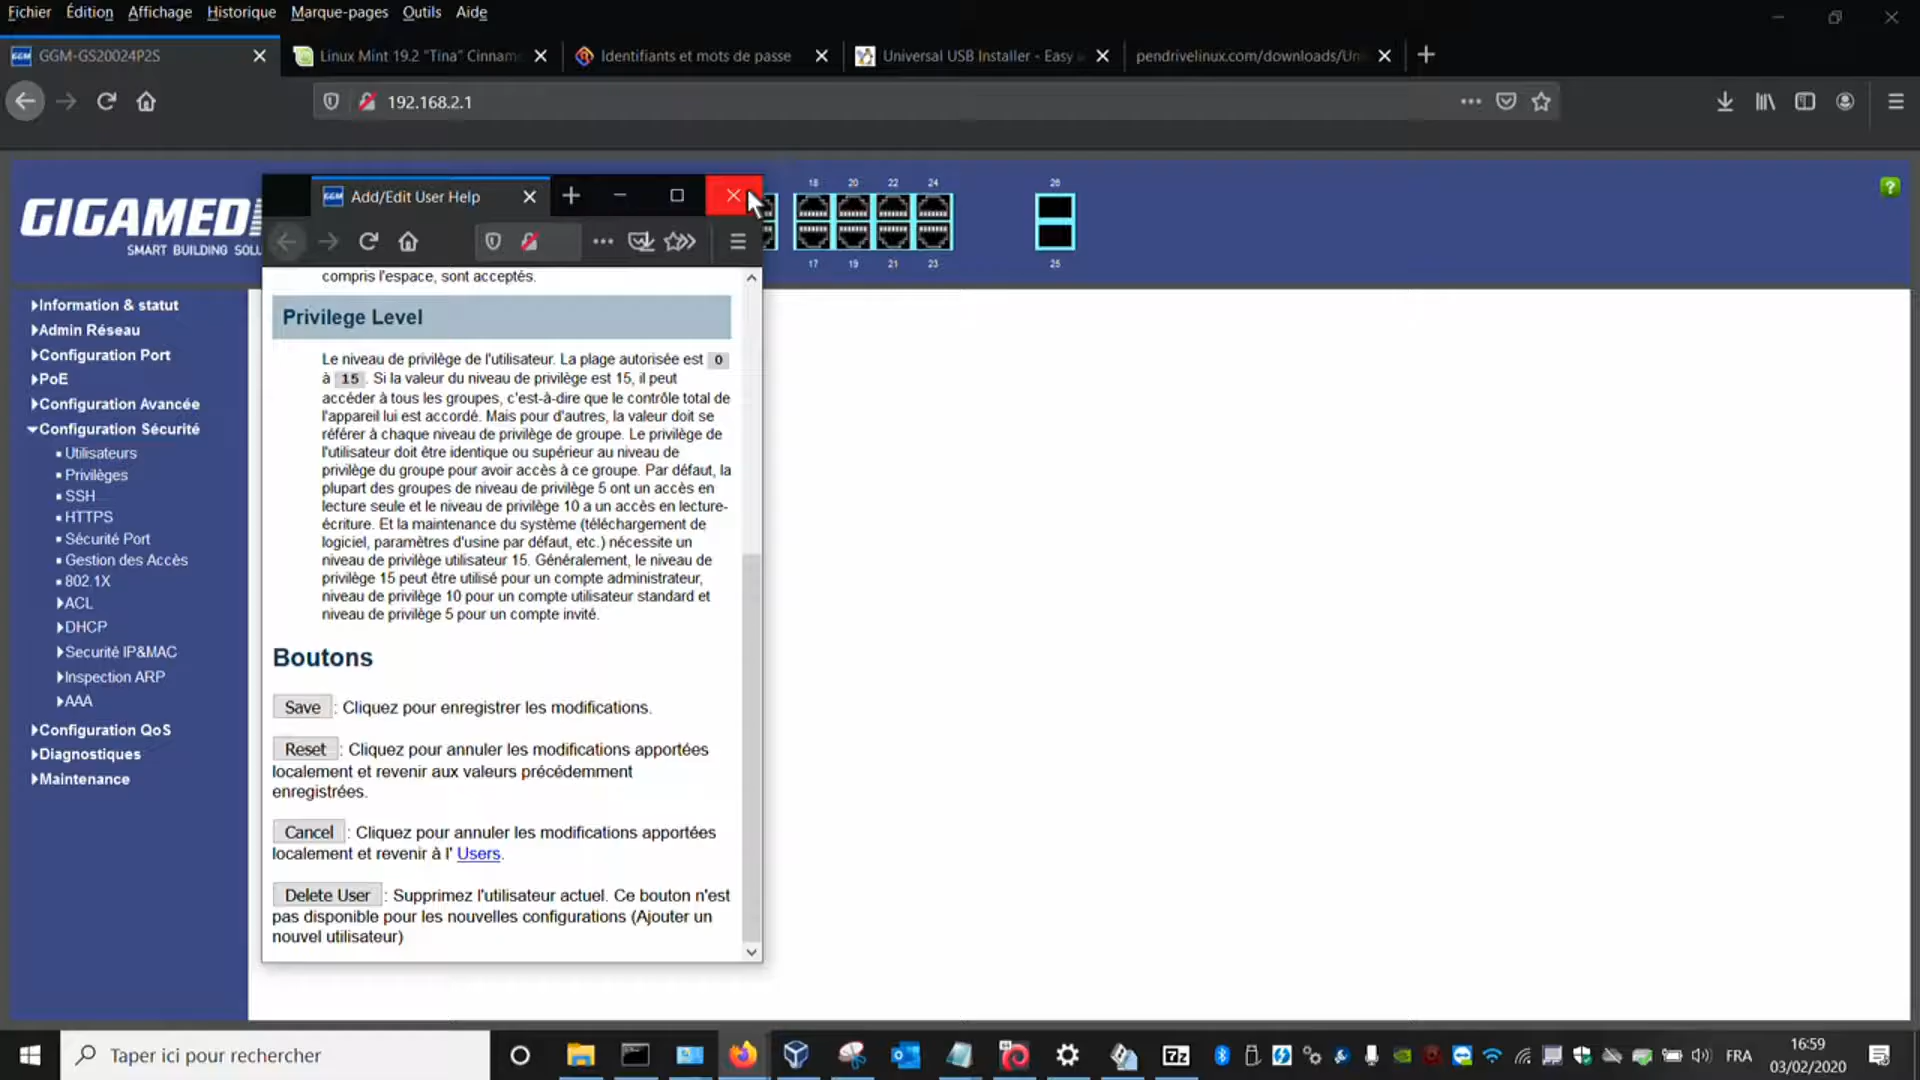 Fichier Édition Affichage Historique Marque-pages Outils Aide
GGM-GS20024P2S
Linux Mint 19.2 "Tina" Cinnam
Identifiants et mots de passe
Universal USB Installer - Easy
pendrivelinux.com/downloads/Un
192.168.2.1
GIGAMED
SMART BUILDING SOLU
Add/Edit User Help
18 20 22 24 26
17 19 21 23 25
Information & statut
Admin Réseau
Configuration Port
PoE
Configuration Avancée
Configuration Sécurité
Utilisateurs
Privilèges
SSH
HTTPS
Sécurité Port
Gestion des Accès
802.1X
ACL
DHCP
Securité IP&MAC
Inspection ARP
AAA
Configuration QoS
Diagnostiques
Maintenance
compris l'espace, sont acceptés.
Privilege Level
Le niveau de privilège de l'utilisateur. La plage autorisée est 0
à 15 . Si la valeur du niveau de privilège est 15, il peut
accéder à tous les groupes, c'est-à-dire que le contrôle total de
l'appareil lui est accordé. Mais pour d'autres, la valeur doit se
référer à chaque niveau de privilège de groupe. Le privilège de
l'utilisateur doit être identique ou supérieur au niveau de
privilège du groupe pour avoir accès à ce groupe. Par défaut, la
plupart des groupes de niveau de privilège 5 ont un accès en
lecture seule et le niveau de privilège 10 a un accès en lecture-
écriture. Et la maintenance du système (téléchargement de
logiciel, paramètres d'usine par défaut, etc.) nécessite un
niveau de privilège utilisateur 15. Généralement, le niveau de
privilège 15 peut être utilisé pour un compte administrateur,
niveau de privilège 10 pour un compte utilisateur standard et
niveau de privilège 5 pour un compte invité.
Boutons
Save : Cliquez pour enregistrer les modifications.
Reset : Cliquez pour annuler les modifications apportées
localement et revenir aux valeurs précédemment
enregistrées.
Cancel : Cliquez pour annuler les modifications apportées
localement et revenir à l' Users.
Delete User : Supprimez l'utilisateur actuel. Ce bouton n'est
pas disponible pour les nouvelles configurations (Ajouter un
nouvel utilisateur)
Taper ici pour rechercher
7z
FRA
16:59
03/02/2020